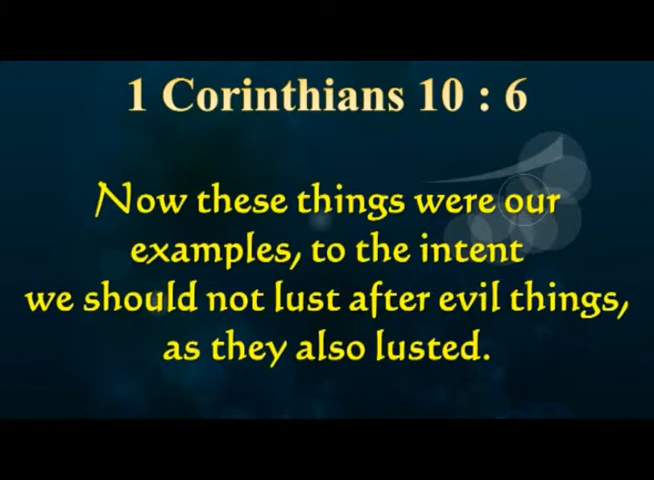 1 Corinthians 10 : 6
Now these things were our
examples, to the intent
we should not lust after evil things,
as they also lusted.